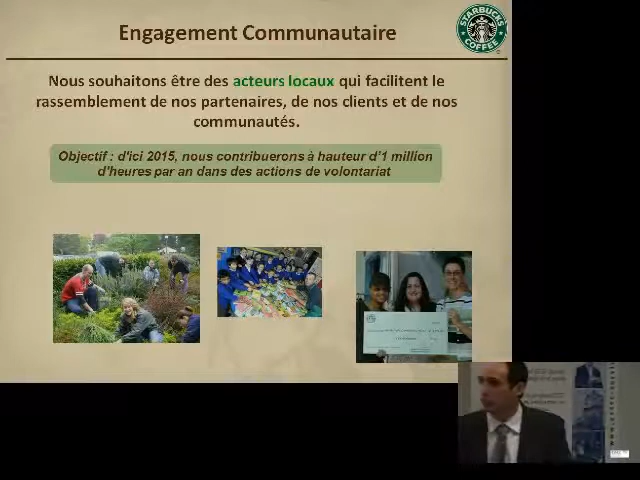 Engagement Communautaire
STARBUCKS
COFFEE
Nous souhaitons être des acteurs locaux qui facilitent le
rassemblement de nos partenaires, de nos clients et de nos
communautés.
Objectif : d'ici 2015, nous contribuerons à hauteur d'1 million
d'heures par an dans des actions de volontariat